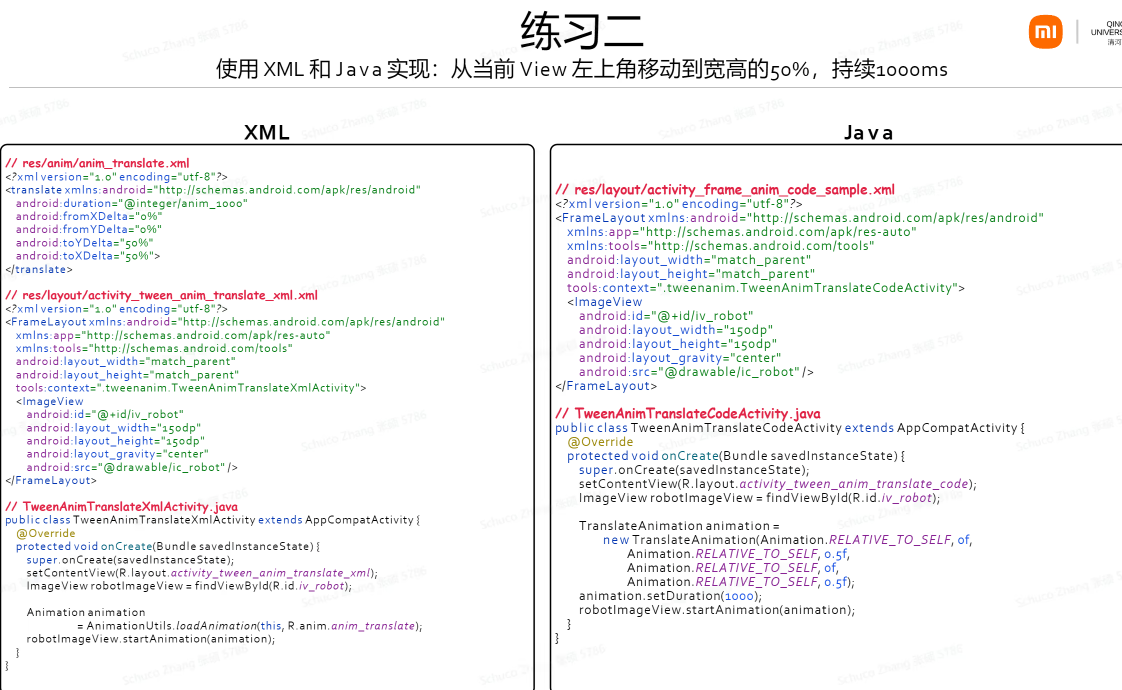 练习二
使用 XML 和 Java 实现：从当前 View 左上角移动到宽高的50%，持续1000ms
QING
UNIVERS
清河
XML
// res/anim/anim_translate.xml
<?xml version="1.0" encoding="utf-8"?>
<translate xmlns:android="http://schemas.android.com/apk/res/android"
android:duration="@integer/anim_1000"
android:fromXDelta="0%"
android:fromYDelta="0%"
android:toYDelta="50%"
android:toXDelta="50%">
</translate>
// res/layout/activity_tween_anim_translate_xml.xml
<?xml version="1.0" encoding="utf-8"?>
<FrameLayout xmlns:android="http://schemas.android.com/apk/res/android"
xmlns:app="http://schemas.android.com/apk/res-auto"
xmlns:tools="http://schemas.android.com/tools"
android:layout_width="match_parent"
android:layout_height="match_parent"
tools:context=".tweenanim.TweenAnimTranslateXmlActivity">
<ImageView
android:id="@+id/iv_robot"
android:layout_width="150dp"
android:layout_height="150dp"
android:layout_gravity="center"
android:src="@drawable/ic_robot" />
</FrameLayout>
// TweenAnimTranslateXmlActivity.java
public class TweenAnimTranslateXmlActivity extends AppCompatActivity {
@Override
protected void onCreate(Bundle savedInstanceState) {
super.onCreate(savedInstanceState);
setContentView(R.layout.activity_tween_anim_translate_xml);
ImageView robotImageView = findViewById(R.id.iv_robot);
Animation animation
= AnimationUtils.loadAnimation(this, R.anim.anim_translate);
robotImageView.startAnimation(animation);
}
}
Java
// res/layout/activity_frame_anim_code_sample.xml
<?xml version="1.0" encoding="utf-8"?>
<FrameLayout xmlns:android="http://schemas.android.com/apk/res/android"
xmlns:app="http://schemas.android.com/apk/res-auto"
xmlns:tools="http://schemas.android.com/tools"
android:layout_width="match_parent"
android:layout_height="match_parent"
tools:context=".tweenanim.TweenAnimTranslateCodeActivity">
<ImageView
android:id="@+id/iv_robot"
android:layout_width="150dp"
android:layout_height="150dp"
android:layout_gravity="center"
android:src="@drawable/ic_robot" />
</FrameLayout>
// TweenAnimTranslateCodeActivity.java
public class TweenAnimTranslateCodeActivity extends AppCompatActivity {
@Override
protected void onCreate(Bundle savedInstanceState) {
super.onCreate(savedInstanceState);
setContentView(R.layout.activity_tween_anim_translate_code);
ImageView robotImageView = findViewById(R.id.iv_robot);
TranslateAnimation animation =
new TranslateAnimation(Animation.RELATIVE_TO_SELF, 0f,
Animation.RELATIVE_TO_SELF, 0.5f,
Animation.RELATIVE_TO_SELF, 0f,
Animation.RELATIVE_TO_SELF, 0.5f);
animation.setDuration(1000);
robotImageView.startAnimation(animation);
}
}